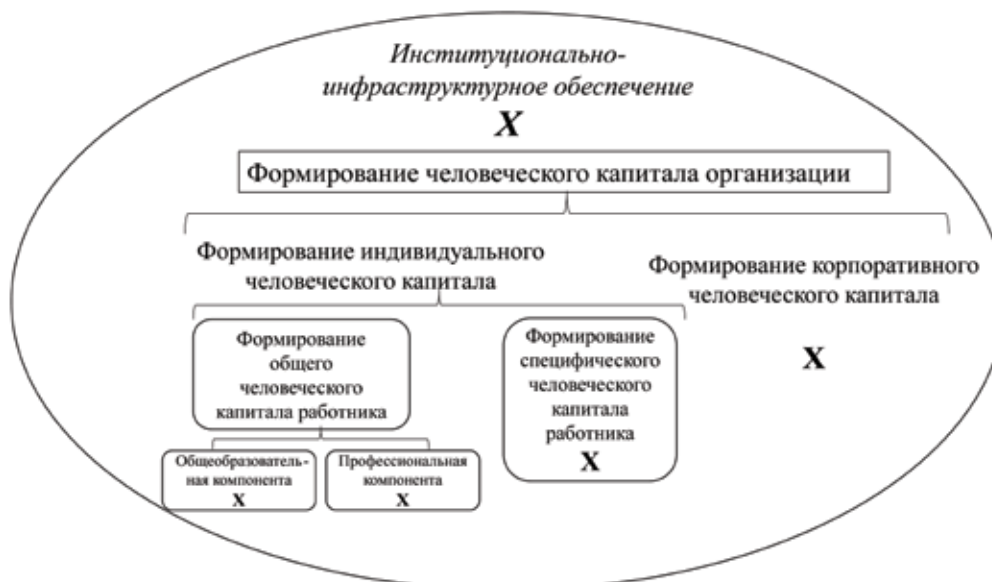 Институционально-
инфраструктурное обеспечение
X
Формирование человеческого капитала организации
Формирование индивидуального
человеческого капитала
Формирование корпоративного
человеческого капитала
X
Формирование
общего
человеческого
капитала работника
Формирование
специфического
человеческого
капитала
работника
X
Общеобразователь-
ная компонента
X
Профессиональная
компонента
X